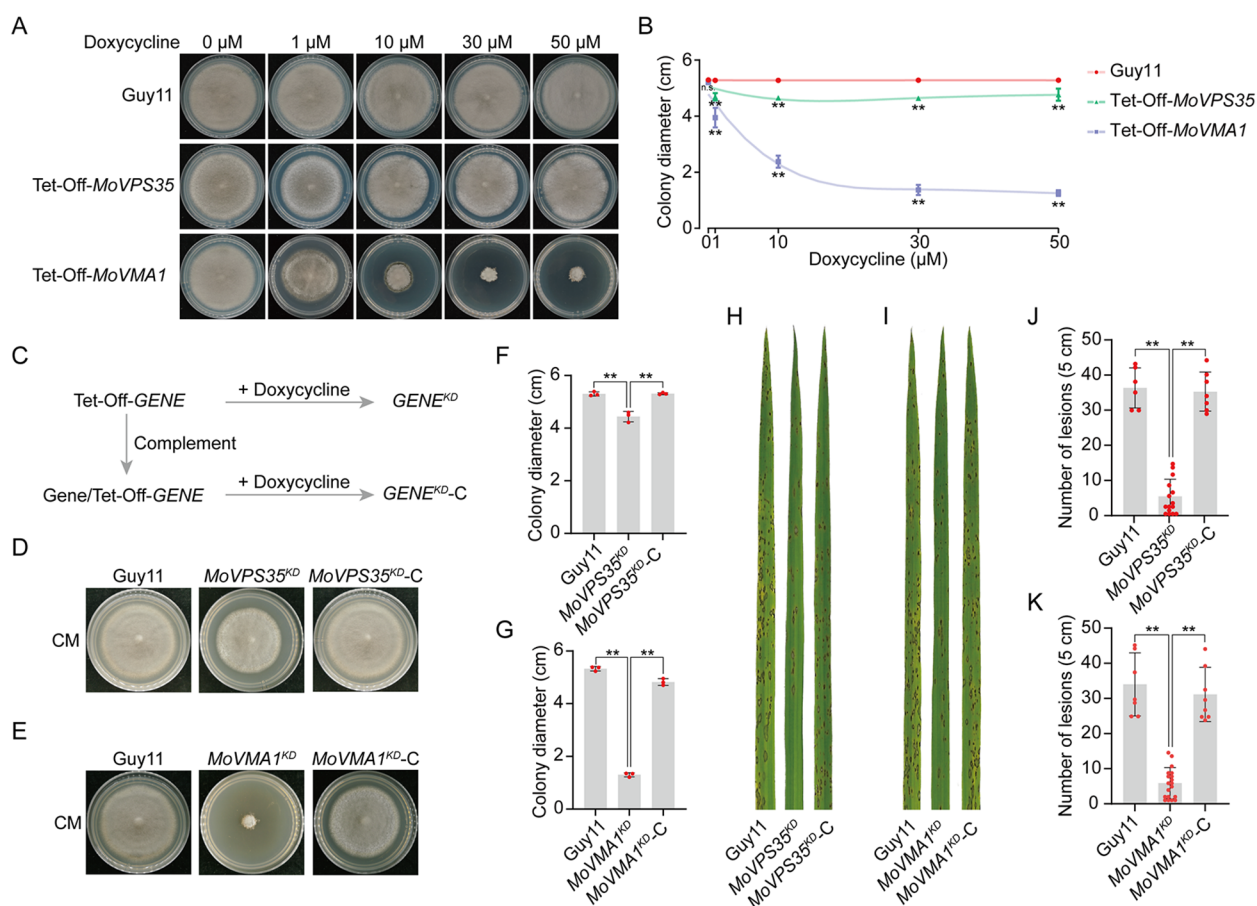 A
Doxycycline
0 µM
1 µM
10 µM
30 µM
50 µM
Guy11
Tet-Off-MoVPS35
Tet-Off-MoVMA1
B
Colony diameter (cm)
6
4
2
0
n.s.
**
**
**
**
**
**
**
**
01
10
30
50
Doxycycline (µM)
Guy11
Tet-Off-MoVPS35
Tet-Off-MoVMA1
C
Tet-Off-GENE
+ Doxycycline
GENEᴷᴰ
Complement
Gene/Tet-Off-GENE
+ Doxycycline
GENEᴷᴰ-C
D
Guy11
MoVPS35ᴷᴰ
MoVPS35ᴷᴰ-C
CM
E
Guy11
MoVMA1ᴷᴰ
MoVMA1ᴷᴰ-C
CM
F
Colony diameter (cm)
6
4
2
0
**
**
Guy11
MoVPS35ᴷᴰ
MoVPS35ᴷᴰ-C
G
Colony diameter (cm)
6
4
2
0
**
**
Guy11
MoVMA1ᴷᴰ
MoVMA1ᴷᴰ-C
H
Guy11
MoVPS35ᴷᴰ
MoVPS35ᴷᴰ-C
I
Guy11
MoVMA1ᴷᴰ
MoVMA1ᴷᴰ-C
J
Number of lesions (5 cm)
50
40
30
20
10
0
**
**
Guy11
MoVPS35ᴷᴰ
MoVPS35ᴷᴰ-C
K
Number of lesions (5 cm)
50
40
30
20
10
0
**
**
Guy11
MoVMA1ᴷᴰ
MoVMA1ᴷᴰ-C